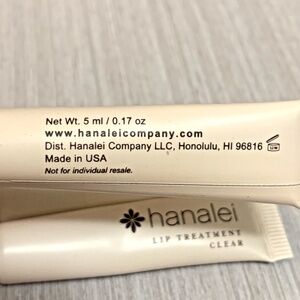 Net Wt. 5 ml / 0.17 oz
www.hanaleicompany.com
Dist. Hanalei Company LLC, Honolulu, HI 96816
Made in USA
Not for individual resale.
hanalei
LIP TREATMENT
CLEAR